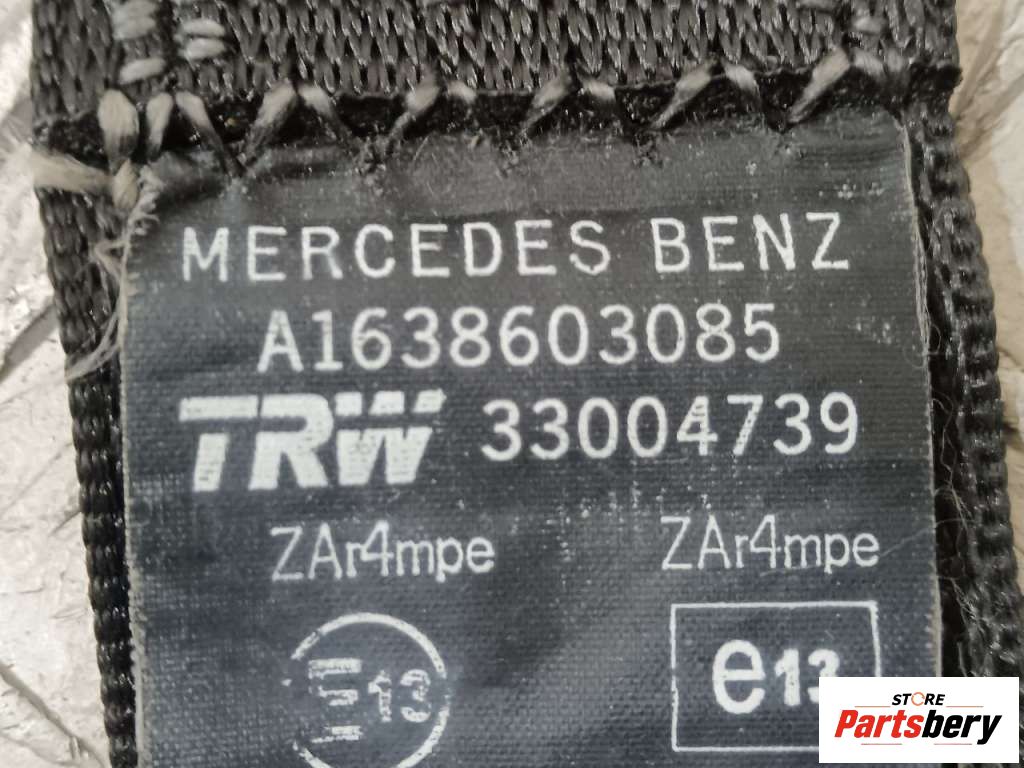 MERCEDES BENZ
A1638603085
TRW 33004739
ZAr4mpe ZAr4mpe
E13 e13
STORE
Partsbery